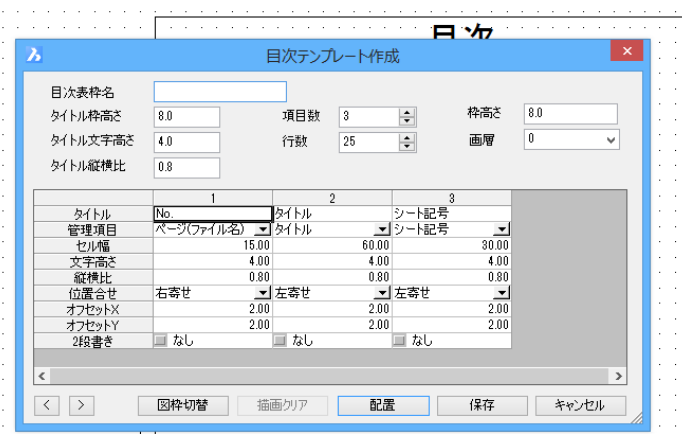 目次
目次テンプレート作成
目次表枠名
タイトル枠高さ 8.0 項目数 3 枠高さ 8.0
タイトル文字高さ 4.0 行数 25 画層 0
タイトル縦横比 0.8
1 2 3
タイトル No. タイトル シート記号
管理項目 ページ(ファイル名) タイトル シート記号
セル幅 15.00 60.00 30.00
文字高さ 4.00 4.00 4.00
縦横比 0.80 0.80 0.80
位置合せ 右寄せ 左寄せ 左寄せ
オフセットX 2.00 2.00 2.00
オフセットY 2.00 2.00 2.00
2段書き なし なし なし
< > 図枠切替 描画クリア 配置 保存 キャンセル